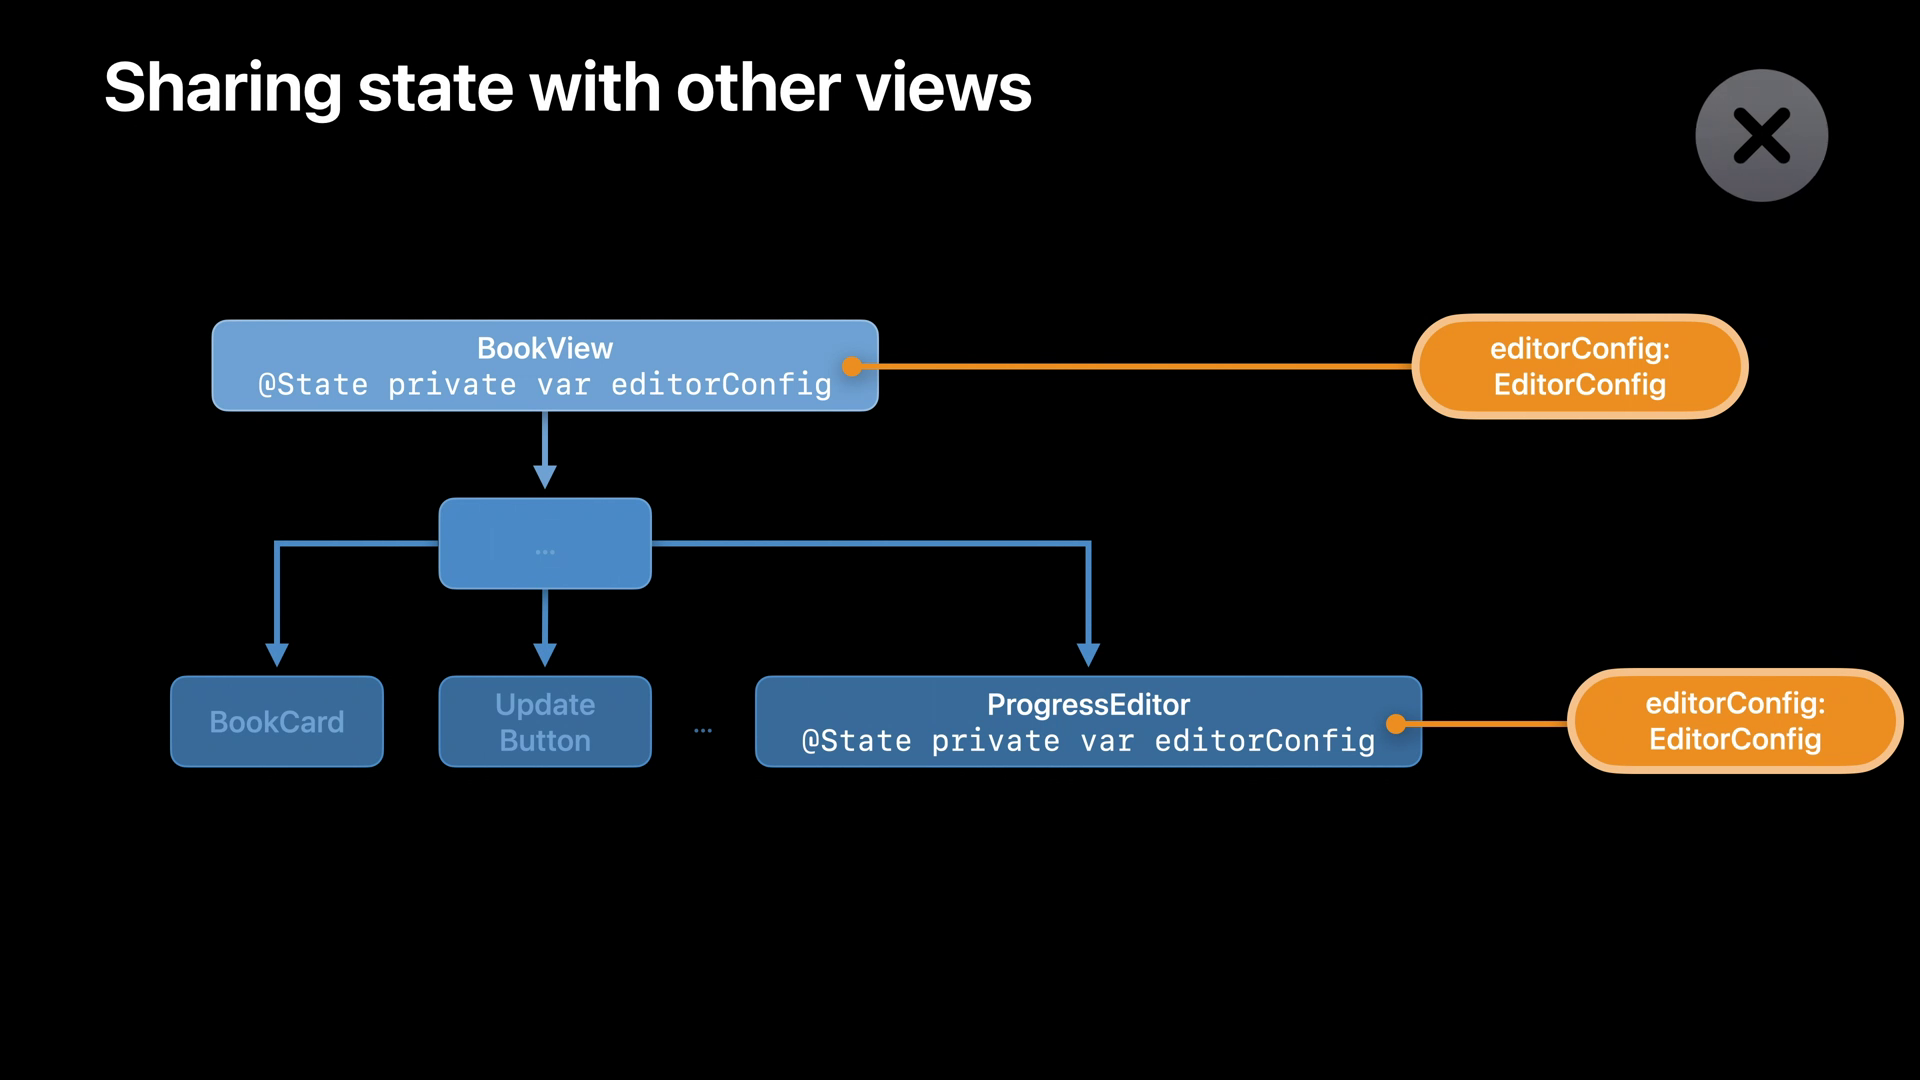 Sharing state with other views
BookView
@State private var editorConfig
editorConfig:
EditorConfig
...
BookCard
Update
Button
...
ProgressEditor
@State private var editorConfig
editorConfig:
EditorConfig